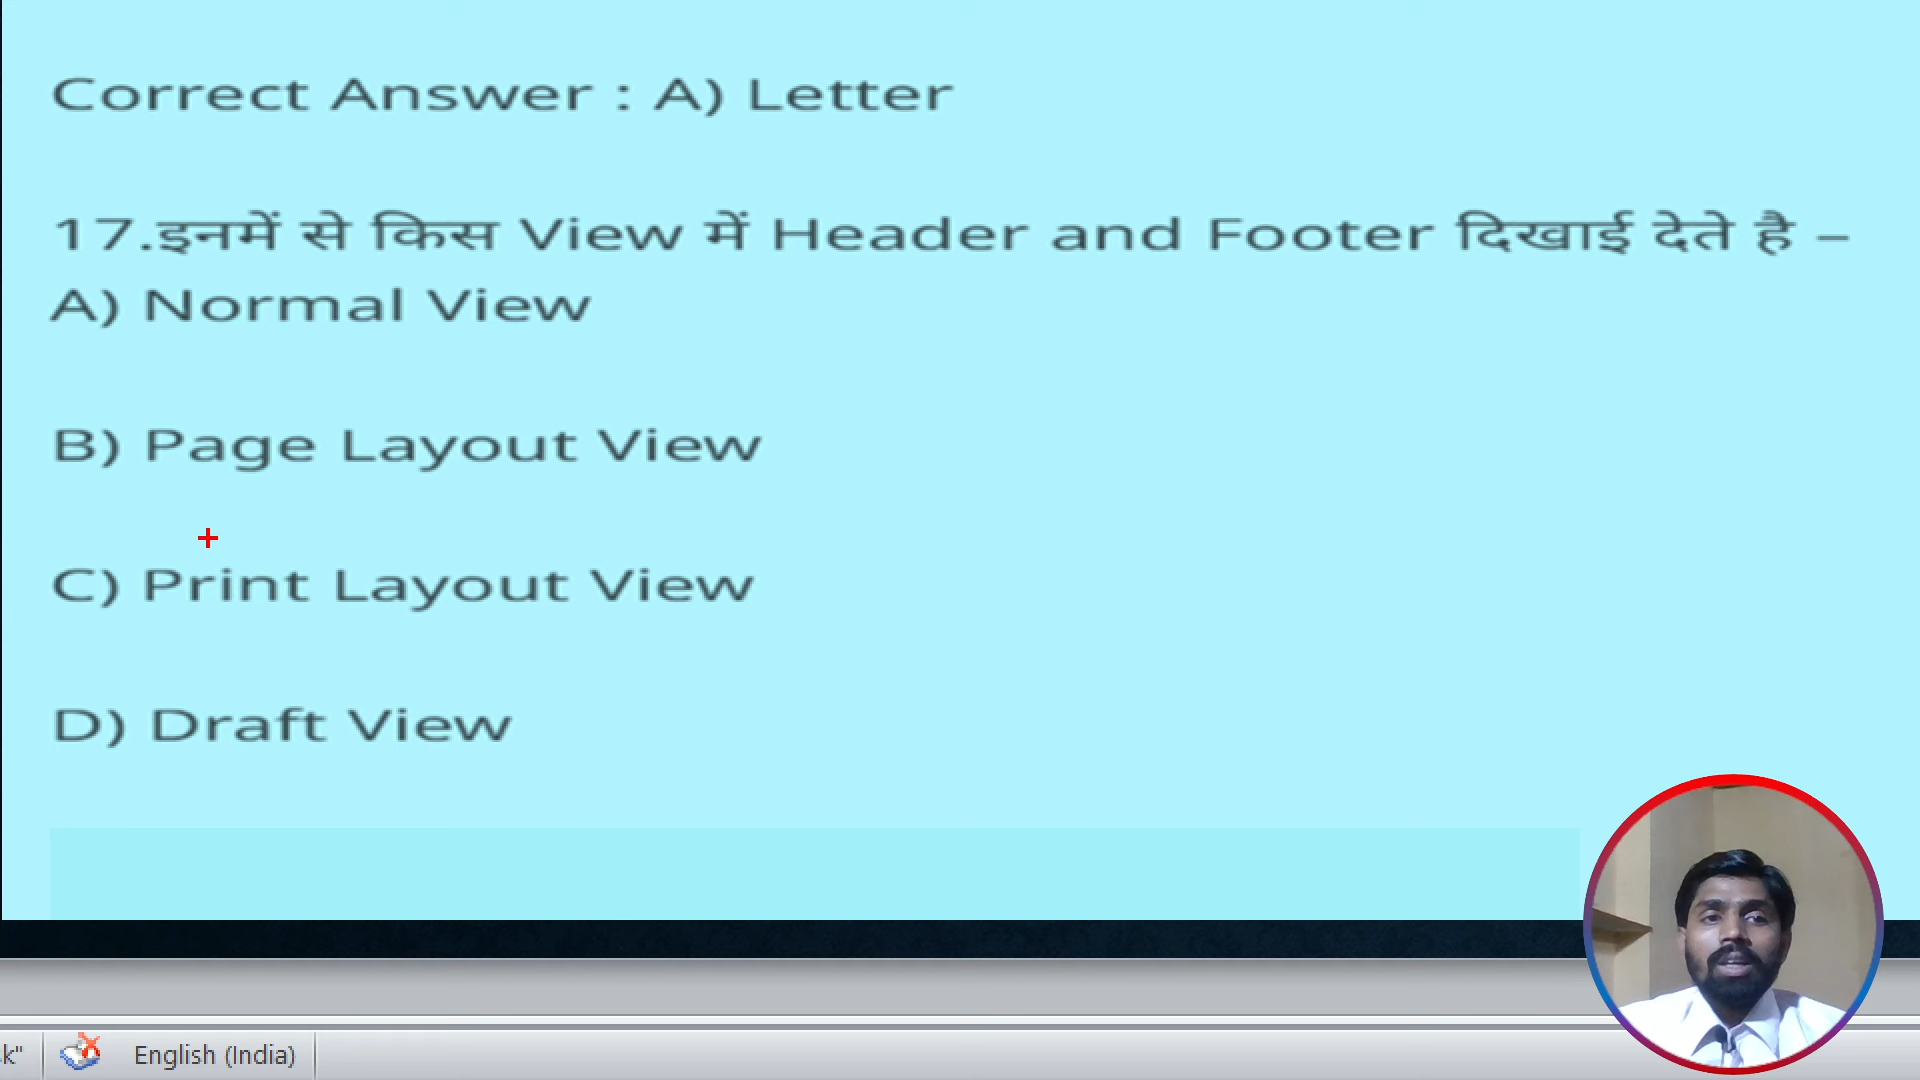 Correct Answer : A) Letter
17.इनमें से किस View में Header and Footer दिखाई देते है –
A) Normal View
B) Page Layout View
C) Print Layout View
D) Draft View
k"
English (India)